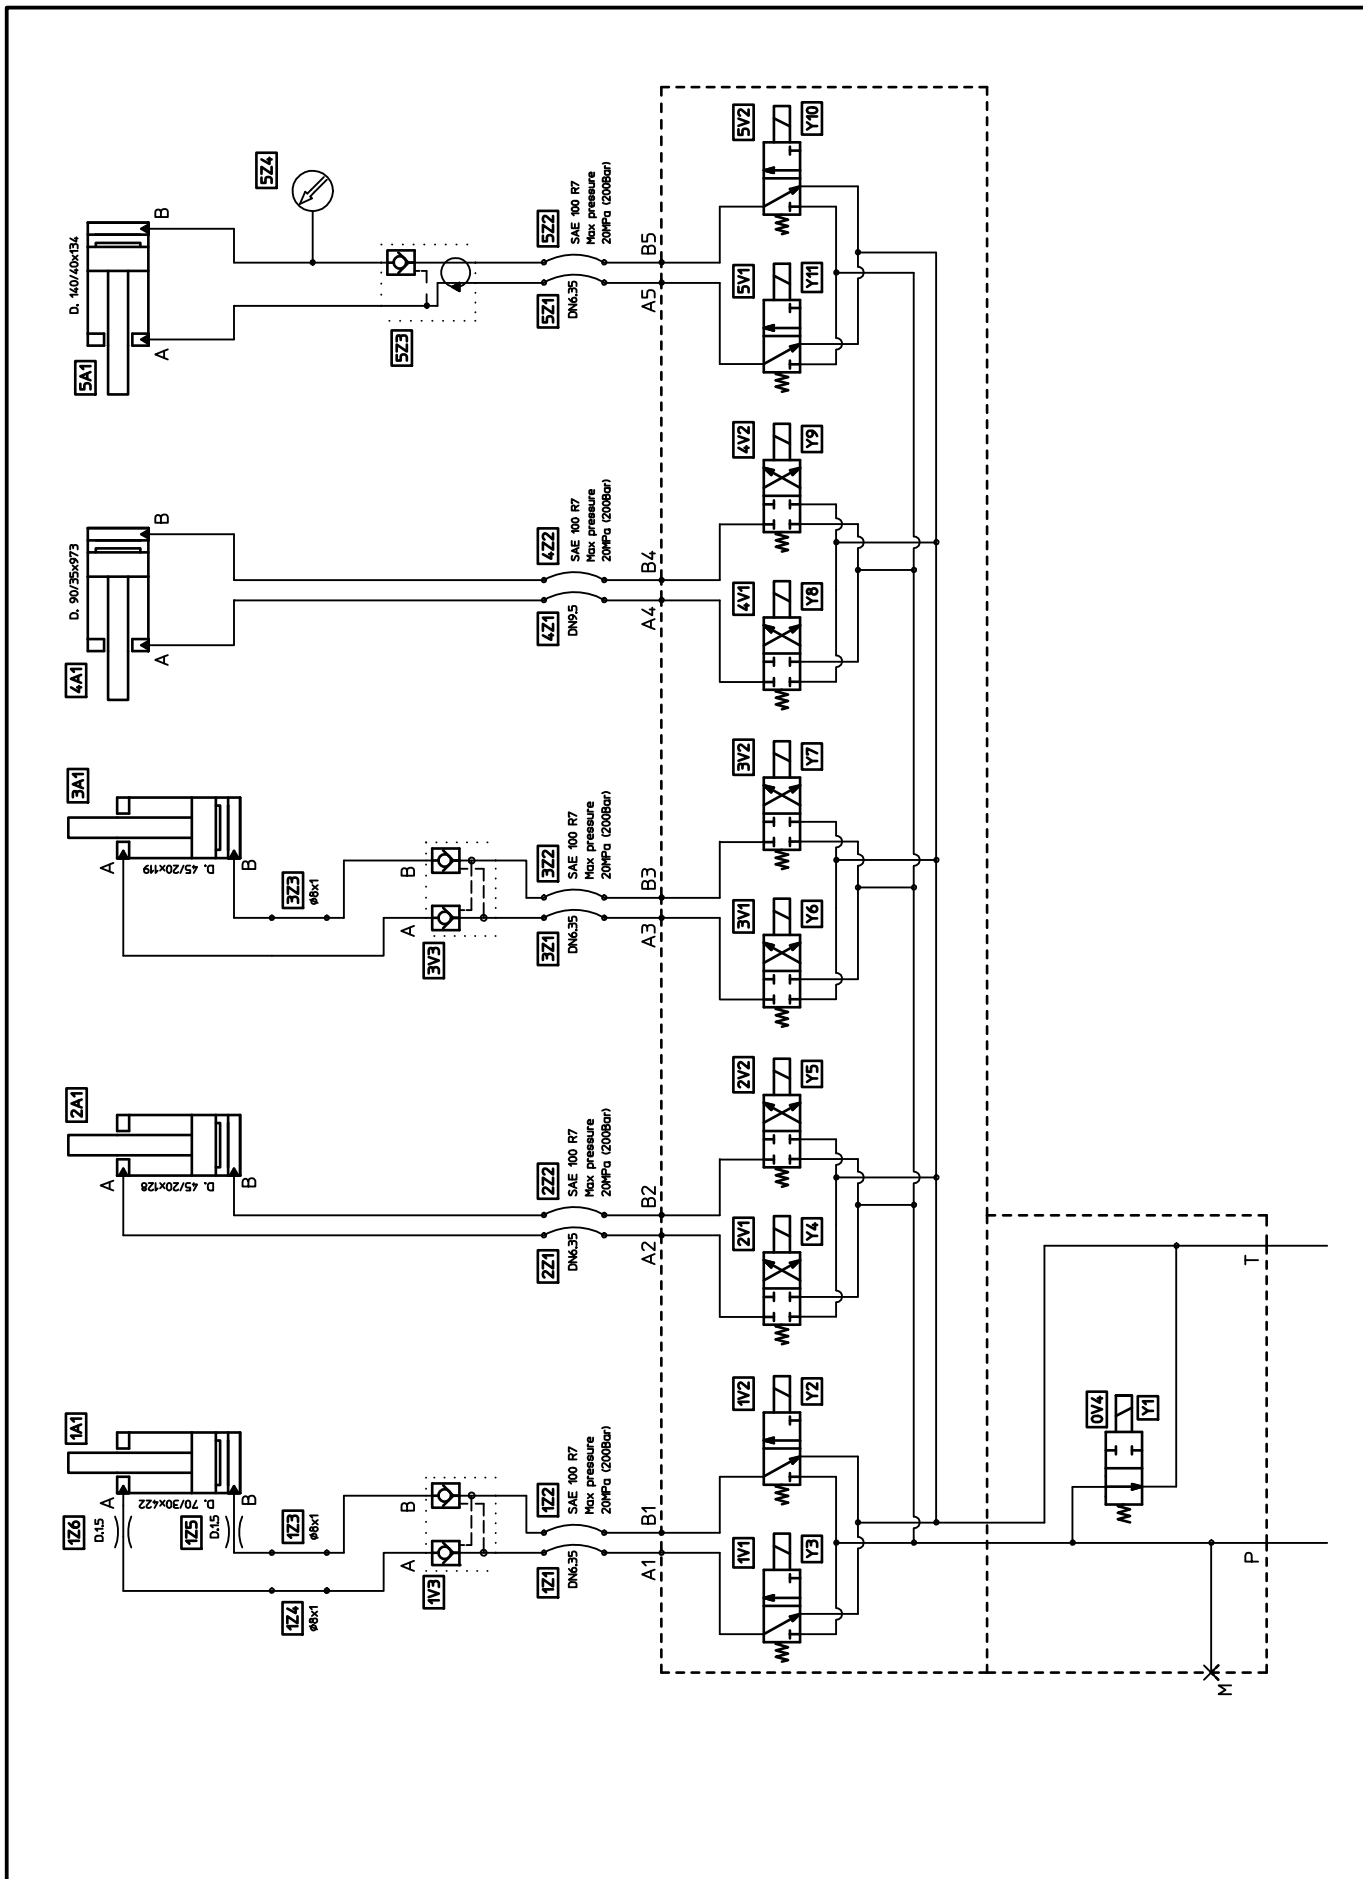 1A1
D. 70/30x422
A
B
1Z6
D.1.5
1Z5
D.1.5
1Z3
ø8x1
1Z4
ø8x1
A
B
1V3
1Z1
DN6.35
1Z2
SAE 100 R7
Max pressure
20MPa (200Bar)
A1
B1
1V1
Y3
1V2
Y2
2A1
D. 45/20x128
A
B
2Z1
DN6.35
2Z2
SAE 100 R7
Max pressure
20MPa (200Bar)
A2
B2
2V1
Y4
2V2
Y5
3A1
D. 45/20x119
A
B
3Z3
ø8x1
A
B
3V3
3Z1
DN6.35
3Z2
SAE 100 R7
Max pressure
20MPa (200Bar)
A3
B3
3V1
Y6
3V2
Y7
4A1
D. 90/35x973
A
B
4Z1
DN9.5
4Z2
SAE 100 R7
Max pressure
20MPa (200Bar)
A4
B4
4V1
Y8
4V2
Y9
5A1
D. 140/40x134
A
B
5Z4
5Z3
5Z1
DN6.35
5Z2
SAE 100 R7
Max pressure
20MPa (200Bar)
A5
B5
5V1
Y11
5V2
Y10
0V4
Y1
M
P
T